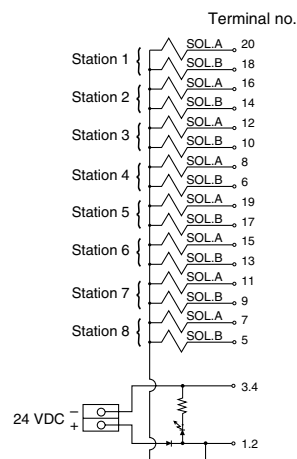 Terminal no.
Station 1 SOL.A 20
SOL.B 18
Station 2 SOL.A 16
SOL.B 14
Station 3 SOL.A 12
SOL.B 10
Station 4 SOL.A 8
SOL.B 6
Station 5 SOL.A 19
SOL.B 17
Station 6 SOL.A 15
SOL.B 13
Station 7 SOL.A 11
SOL.B 9
Station 8 SOL.A 7
SOL.B 5
3.4
24 VDC − +
1.2